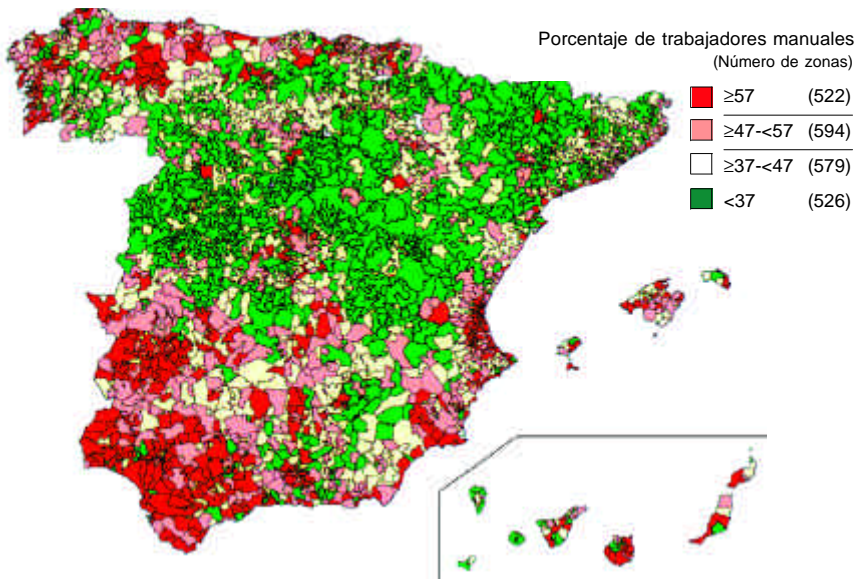 Porcentaje de trabajadores manuales
(Número de zonas)
≥57 (522)
≥47-<57 (594)
≥37-<47 (579)
<37 (526)